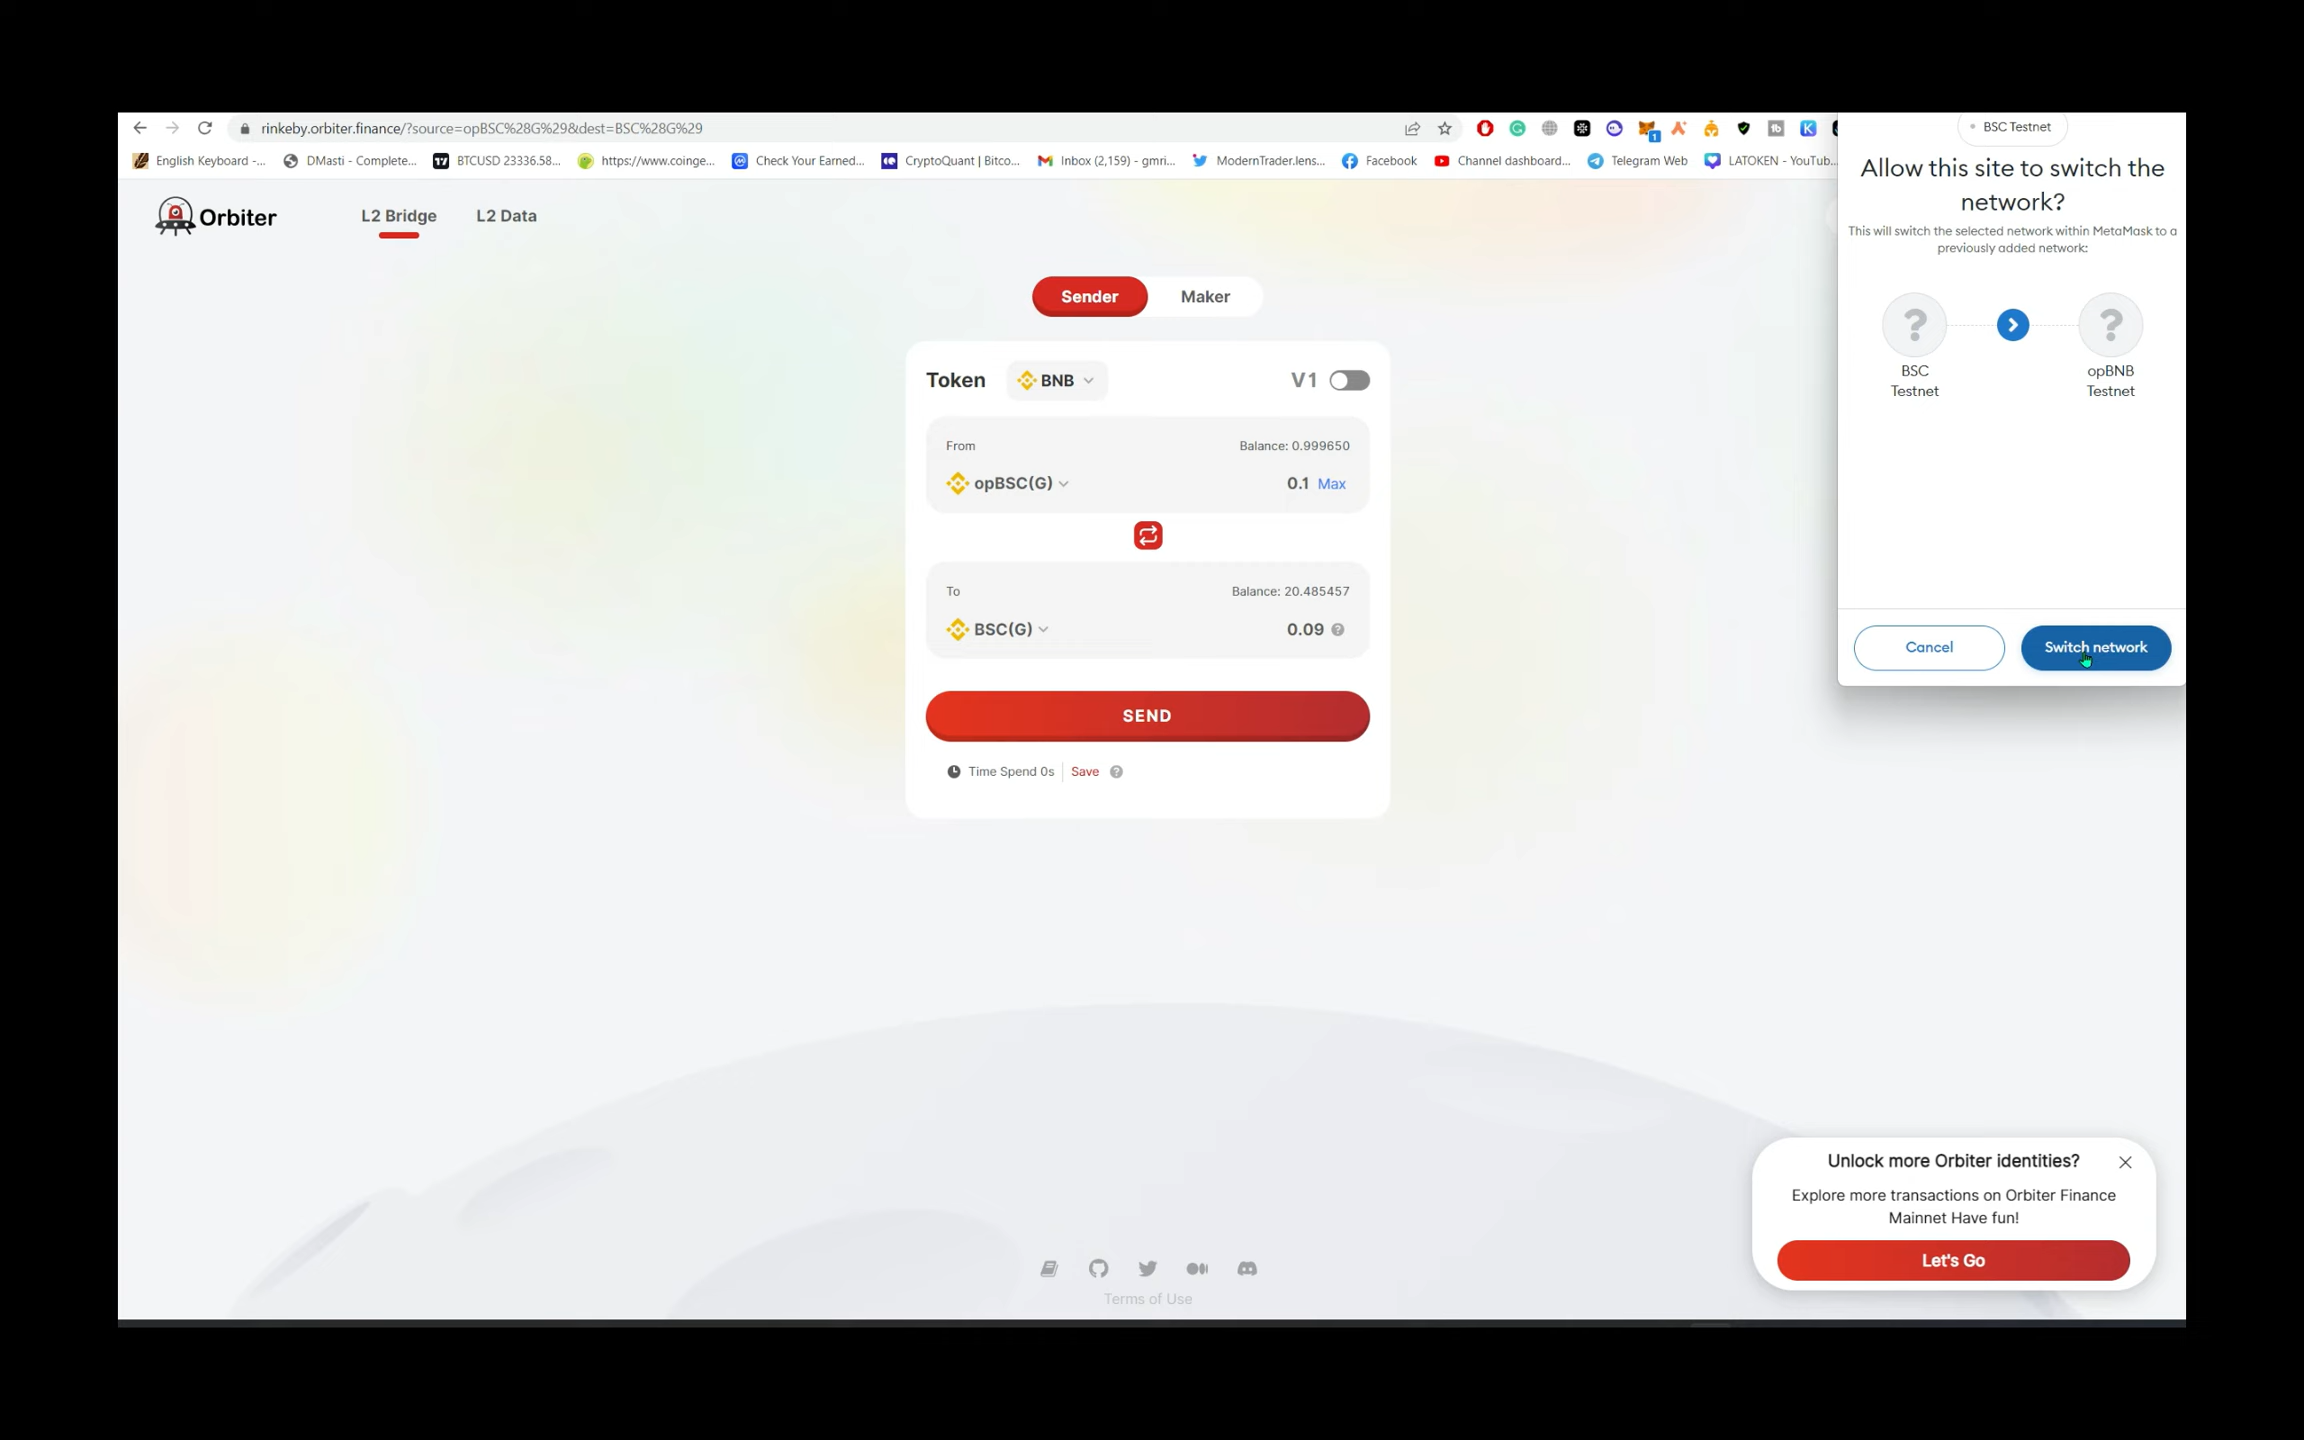 rinkeby.orbiter.finance/?source=opBSC%28G%29&dest=BSC%28G%29
English Keyboard -... DMasti - Complete... BTCUSD 23336.58... https://www.coinge... Check Your Earned... CryptoQuant | Bitco... Inbox (2,159) - gmri... ModernTrader.lens... Facebook Channel dashboard... Telegram Web LATOKEN - YouTub...
Orbiter L2 Bridge L2 Data
Sender Maker
Token BNB V1
From Balance: 0.999650
opBSC(G) 0.1 Max
To Balance: 20.485457
BSC(G) 0.09
SEND
Time Spend 0s Save
BSC Testnet
Allow this site to switch the
network?
This will switch the selected network within MetaMask to a
previously added network:
BSC
Testnet
opBNB
Testnet
Cancel Switch network
Unlock more Orbiter identities?
Explore more transactions on Orbiter Finance
Mainnet Have fun!
Let's Go
Terms of Use